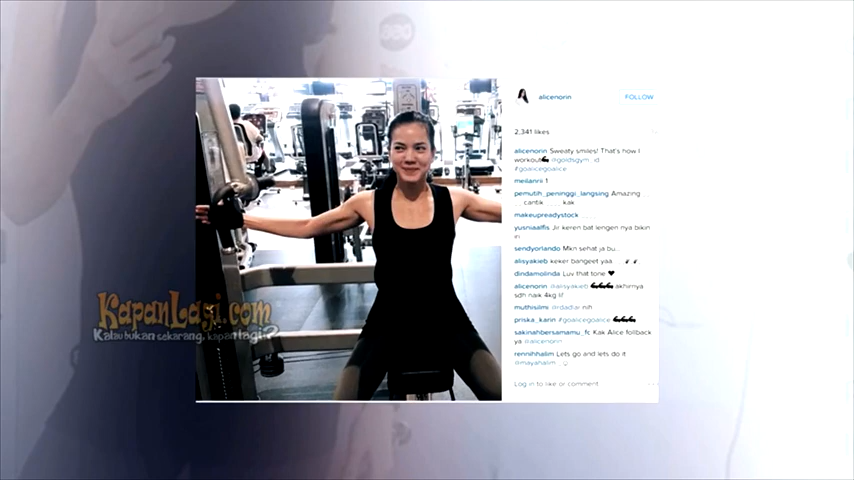 alicenorin
FOLLOW
2,341 likes
alicenorin Sweaty smiles! That's how I
workout @goldsgym_id
#goalicegoalice
meilanrii 1
pemutih_peninggi_langsing Amazing
cantik kak
makeupreadystock
yusniaalfis Jir keren bat lengen nya bikin
iri
sendyorlando Mkn sehat ja bu...
alisyakieb keker bangeet yaa
dindamolinda Luv that tone
alicenorin @alisyakieb akhirnya
sdh naik 4kg
muthisilmi nih
priska_karin #goalicegoalice
sakinahbersamamu_fc Kak Alice follback
ya @alicenorin
rennihhalim Lets go and lets do it
@mayahalim
Log in to like or comment.
KapanLagi.com
Kalau bukan sekarang, kapan lagi?